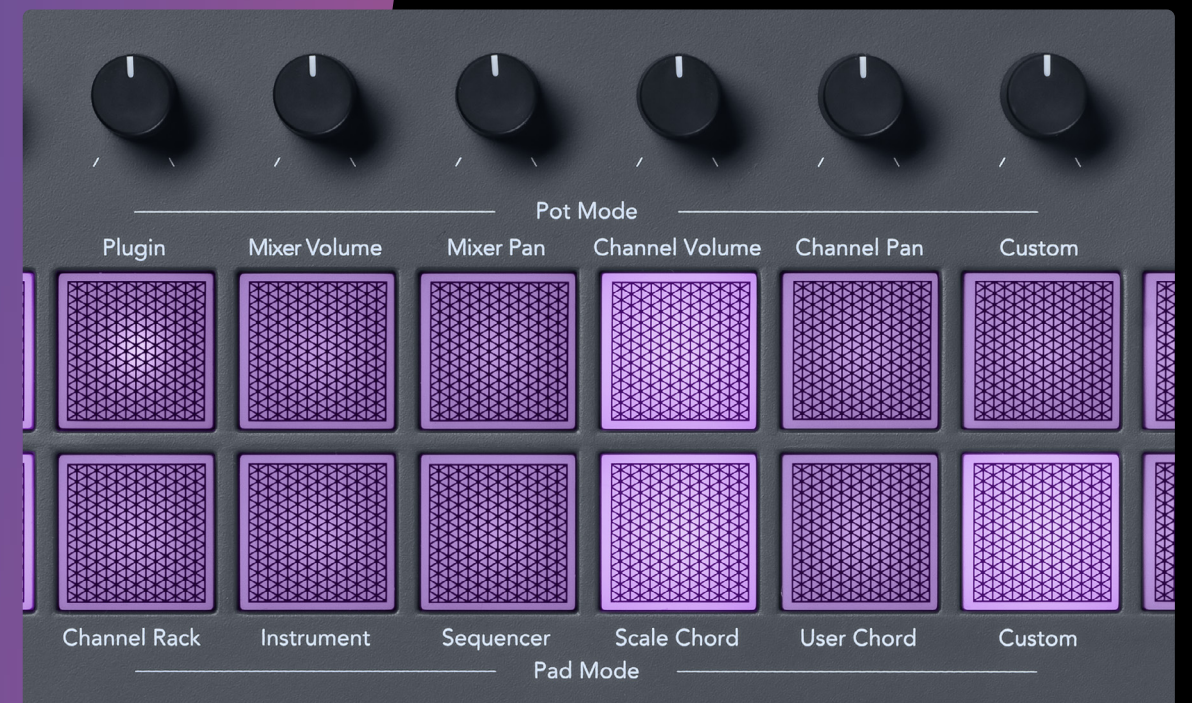 Pot Mode
Plugin Mixer Volume Mixer Pan Channel Volume Channel Pan Custom
Channel Rack Instrument Sequencer Scale Chord User Chord Custom
Pad Mode